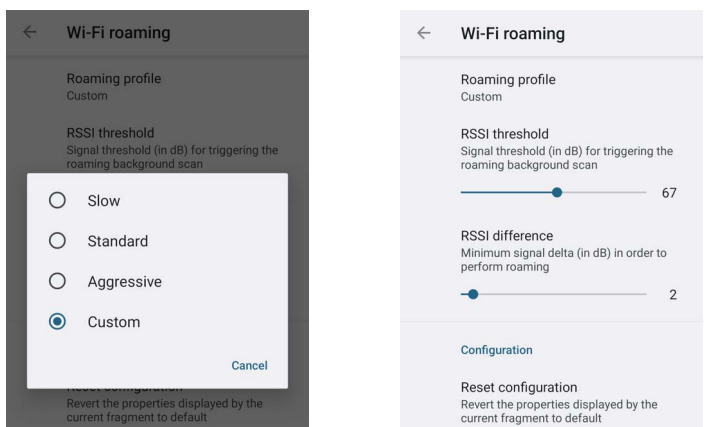 Wi-Fi roaming
Roaming profile
Custom
RSSI threshold
Signal threshold (in dB) for triggering the
roaming background scan
Slow
Standard
Aggressive
Custom
Cancel
Reset configuration
Revert the properties displayed by the
current fragment to default
Wi-Fi roaming
Roaming profile
Custom
RSSI threshold
Signal threshold (in dB) for triggering the
roaming background scan
67
RSSI difference
Minimum signal delta (in dB) in order to
perform roaming
2
Configuration
Reset configuration
Revert the properties displayed by the
current fragment to default